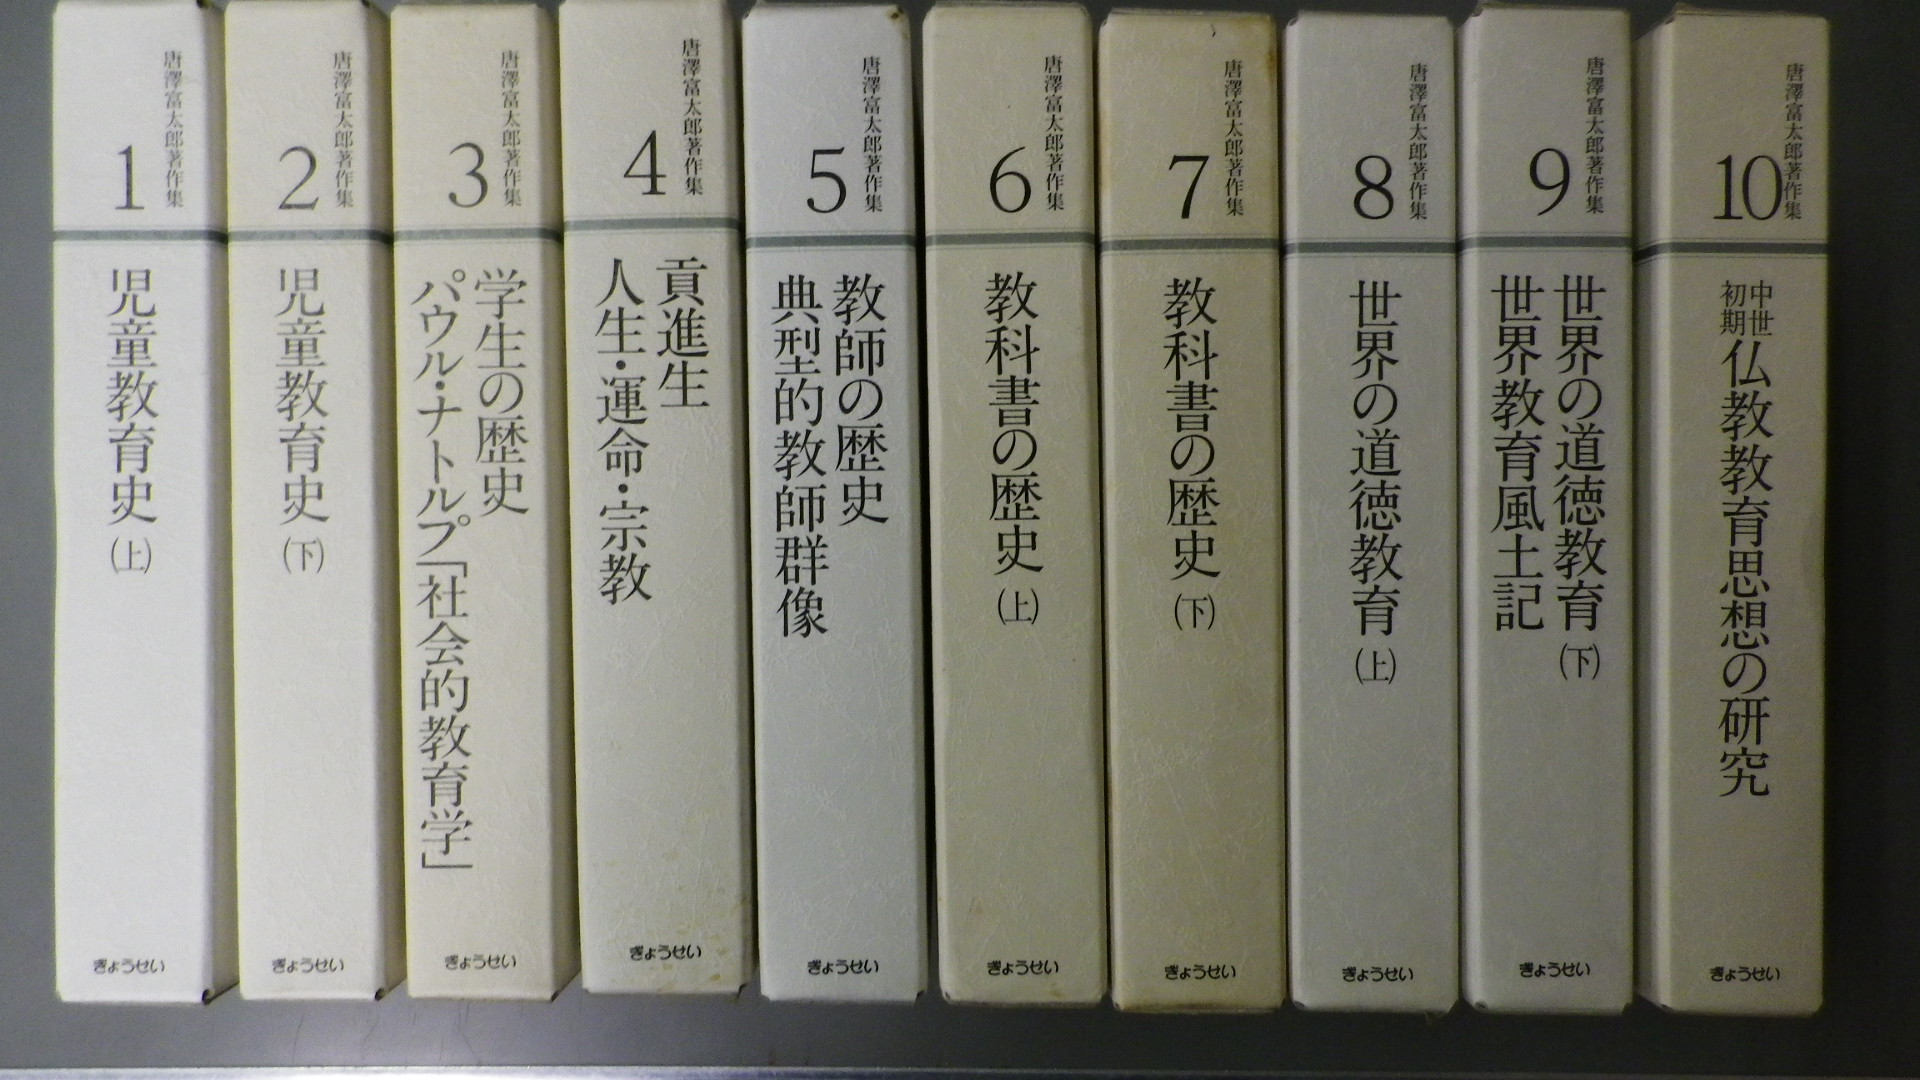 唐澤富太郎著作集
1
児童教育史(上)
ぎょうせい
唐澤富太郎著作集
2
児童教育史(下)
ぎょうせい
唐澤富太郎著作集
3
学生の歴史
パウル・ナトルプ「社会的教育学」
ぎょうせい
唐澤富太郎著作集
4
貢進生
人生・運命・宗教
ぎょうせい
唐澤富太郎著作集
5
教師の歴史
典型的教師群像
ぎょうせい
唐澤富太郎著作集
6
教科書の歴史(上)
ぎょうせい
唐澤富太郎著作集
7
教科書の歴史(下)
ぎょうせい
唐澤富太郎著作集
8
世界の道徳教育(上)
ぎょうせい
唐澤富太郎著作集
9
世界の道徳教育(下)
世界教育風土記
ぎょうせい
唐澤富太郎著作集
10
中世初期仏教教育思想の研究
ぎょうせい